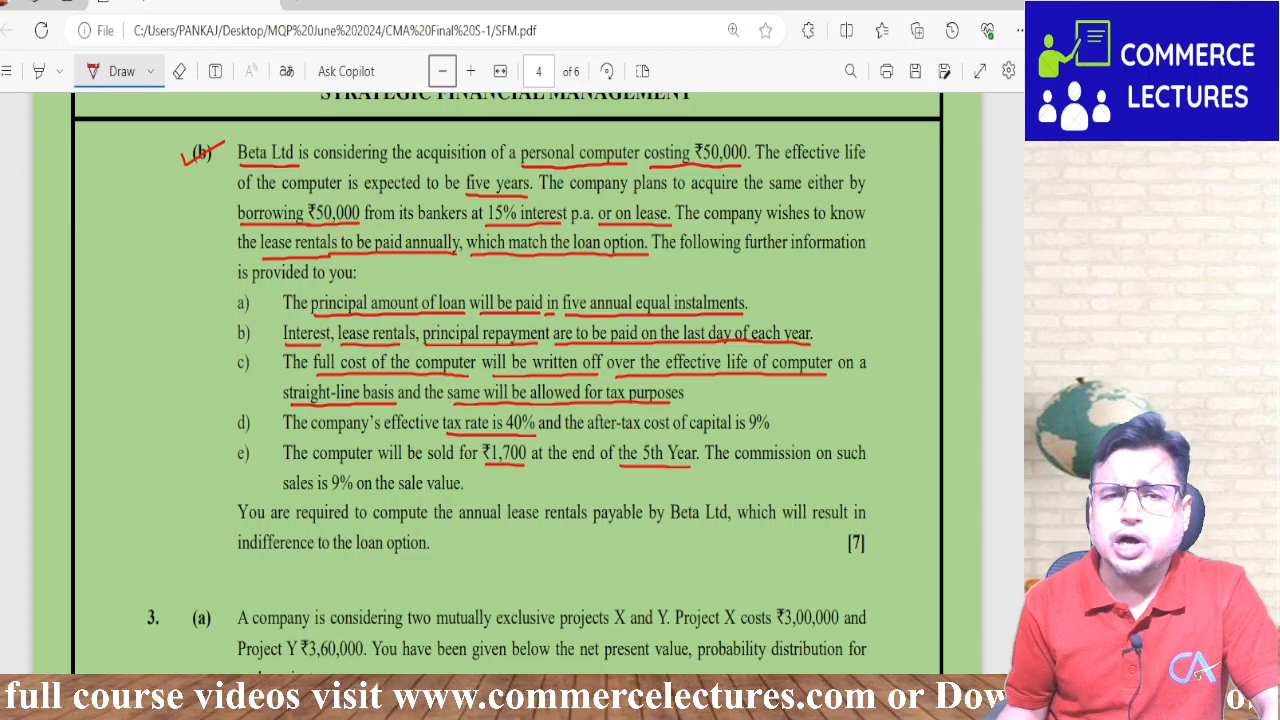 File
C:/Users/PANKAJ/Desktop/MQP%20June%202024/CMA%20Final%20S-1/SFM.pdf
Draw
Ask Copilot
4 of 6
STRATEGIC FINANCIAL MANAGEMENT
COMMERCE
LECTURES
(b) Beta Ltd is considering the acquisition of a personal computer costing ₹50,000. The effective life
of the computer is expected to be five years. The company plans to acquire the same either by
borrowing ₹50,000 from its bankers at 15% interest p.a. or on lease. The company wishes to know
the lease rentals to be paid annually, which match the loan option. The following further information
is provided to you:
a) The principal amount of loan will be paid in five annual equal instalments.
b) Interest, lease rentals, principal repayment are to be paid on the last day of each year.
c) The full cost of the computer will be written off over the effective life of computer on a
straight-line basis and the same will be allowed for tax purposes
d) The company's effective tax rate is 40% and the after-tax cost of capital is 9%
e) The computer will be sold for ₹1,700 at the end of the 5th Year. The commission on such
sales is 9% on the sale value.
You are required to compute the annual lease rentals payable by Beta Ltd, which will result in
indifference to the loan option. [7]
3. (a) A company is considering two mutually exclusive projects X and Y. Project X costs ₹3,00,000 and
Project Y ₹3,60,000. You have been given below the net present value, probability distribution for
CA
full course videos visit www.commercelectures.com or Dow